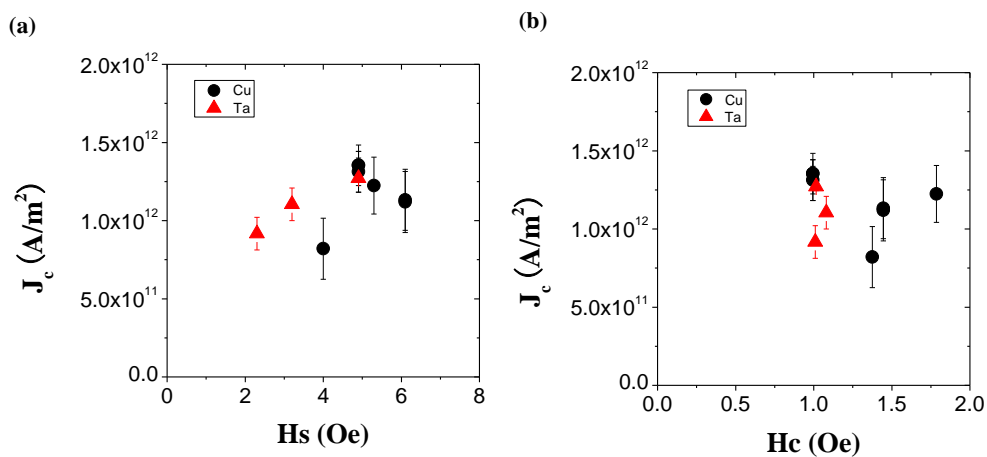 (a)
2.0x10^12
1.5x10^12
1.0x10^12
5.0x10^11
0.0
0 2 4 6 8
J_c (A/m^2)
Hs (Oe)
Cu
Ta
(b)
2.0x10^12
1.5x10^12
1.0x10^12
5.0x10^11
0.0
0.0 0.5 1.0 1.5 2.0
J_c (A/m^2)
Hc (Oe)
Cu
Ta